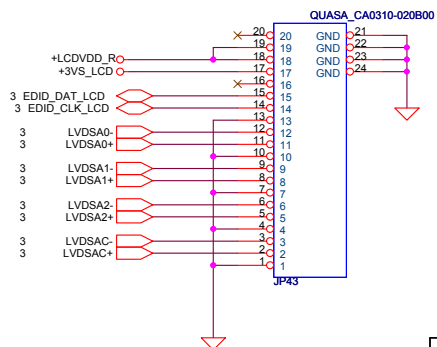 QUASA_CA0310-020B00
20 20 GND 21
19 19 GND 22
+LCDVDD_R 18 18 GND 23
+3VS_LCD 17 17 GND 24
16 16
3 EDID_DAT_LCD 15 15
3 EDID_CLK_LCD 14 14
13 13
3 LVDSA0- 12 12
3 LVDSA0+ 11 11
10 10
3 LVDSA1- 9 9
3 LVDSA1+ 8 8
7 7
3 LVDSA2- 6 6
3 LVDSA2+ 5 5
4 4
3 LVDSAC- 3 3
3 LVDSAC+ 2 2
1 1
JP43